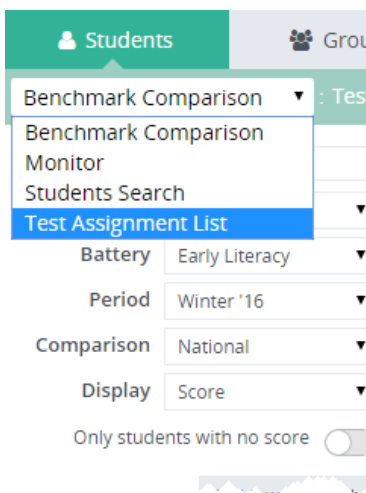 Students Grou
Benchmark Comparison : Tes
Benchmark Comparison
Monitor
Students Search
Test Assignment List
Battery Early Literacy
Period Winter '16
Comparison National
Display Score
Only students with no score